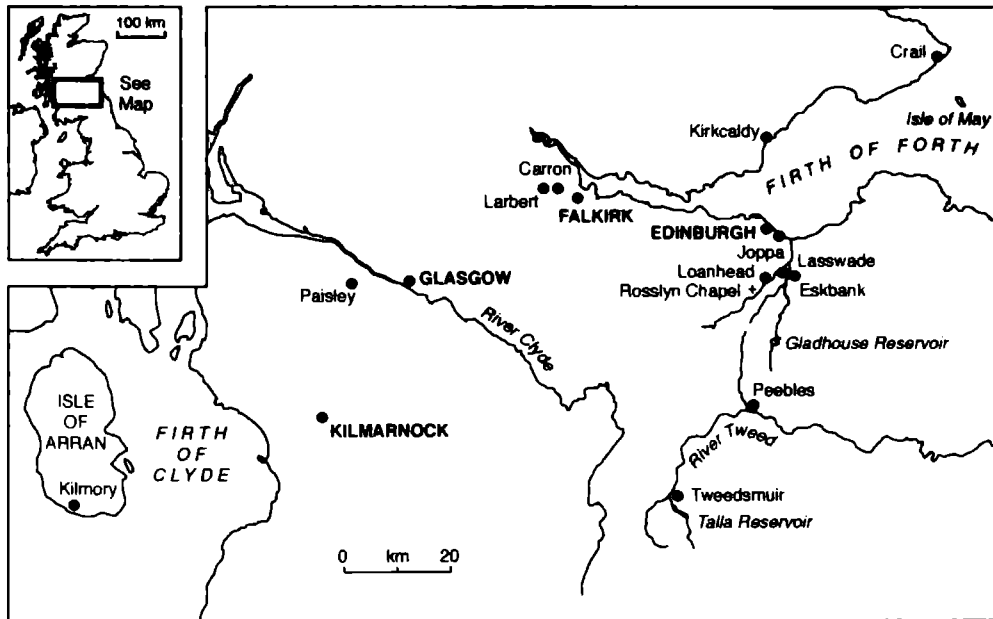 100 km
See
Map
Crail
Isle of May
Kirkcaldy
FIRTH OF FORTH
Carron
Larbert
FALKIRK
EDINBURGH
Joppa
Lasswade
Loanhead
Rosslyn Chapel +
Eskbank
GLASGOW
Paisley
River Clyde
Gladhouse Reservoir
Peebles
ISLE
OF
ARRAN
FIRTH
OF
CLYDE
KILMARNOCK
River Tweed
Kilmory
Tweedsmuir
Talla Reservoir
0 km 20